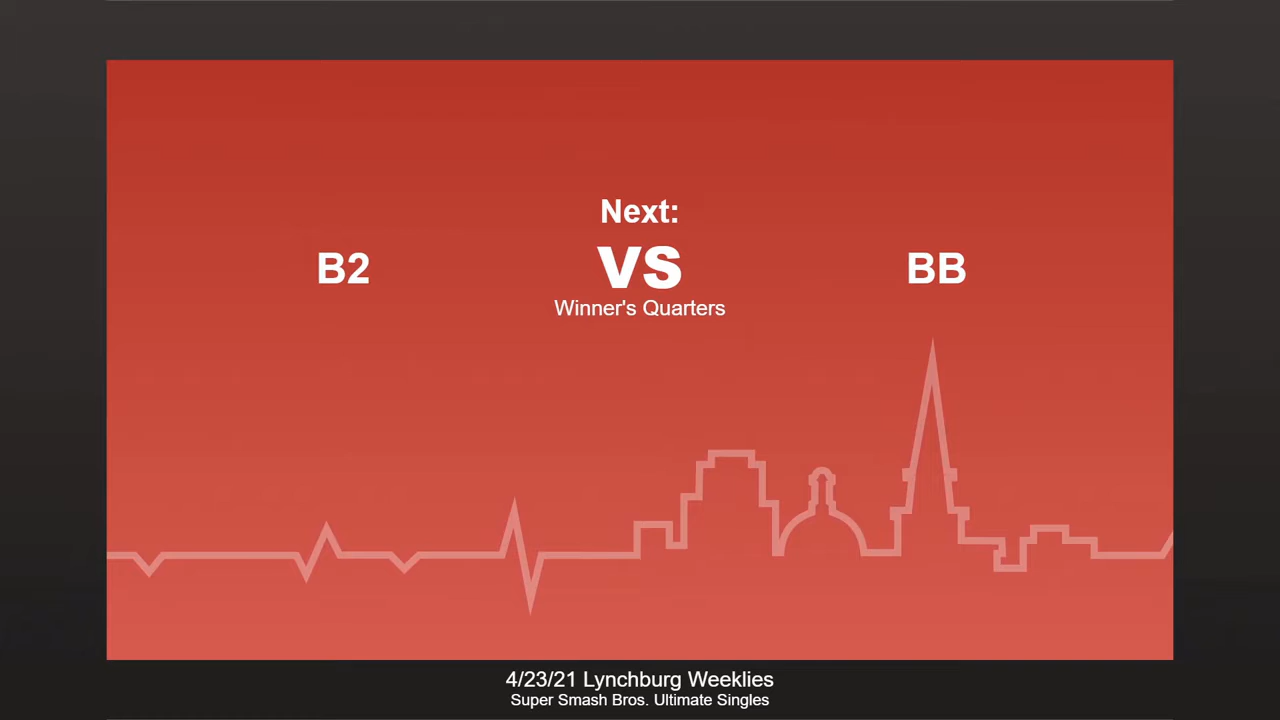 Next:
B2 VS BB
Winner's Quarters
4/23/21 Lynchburg Weeklies
Super Smash Bros. Ultimate Singles